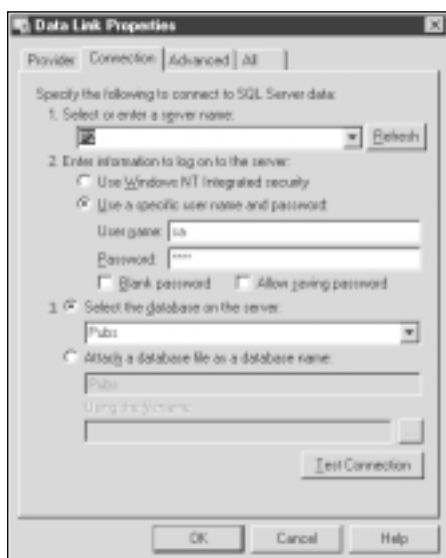 Data Link Properties
Provider Connection Advanced All
Specify the following to connect to SQL Server data:
1. Select or enter a server name:
Refresh
2. Enter information to log on to the server:
Use Windows NT Integrated security
Use a specific user name and password:
User name: sa
Password: ****
Blank password Allow saving password
3. Select the database on the server:
Pubs
Attach a database file as a database name:
Pubs
Using the filename:
...
Test Connection
OK Cancel Help